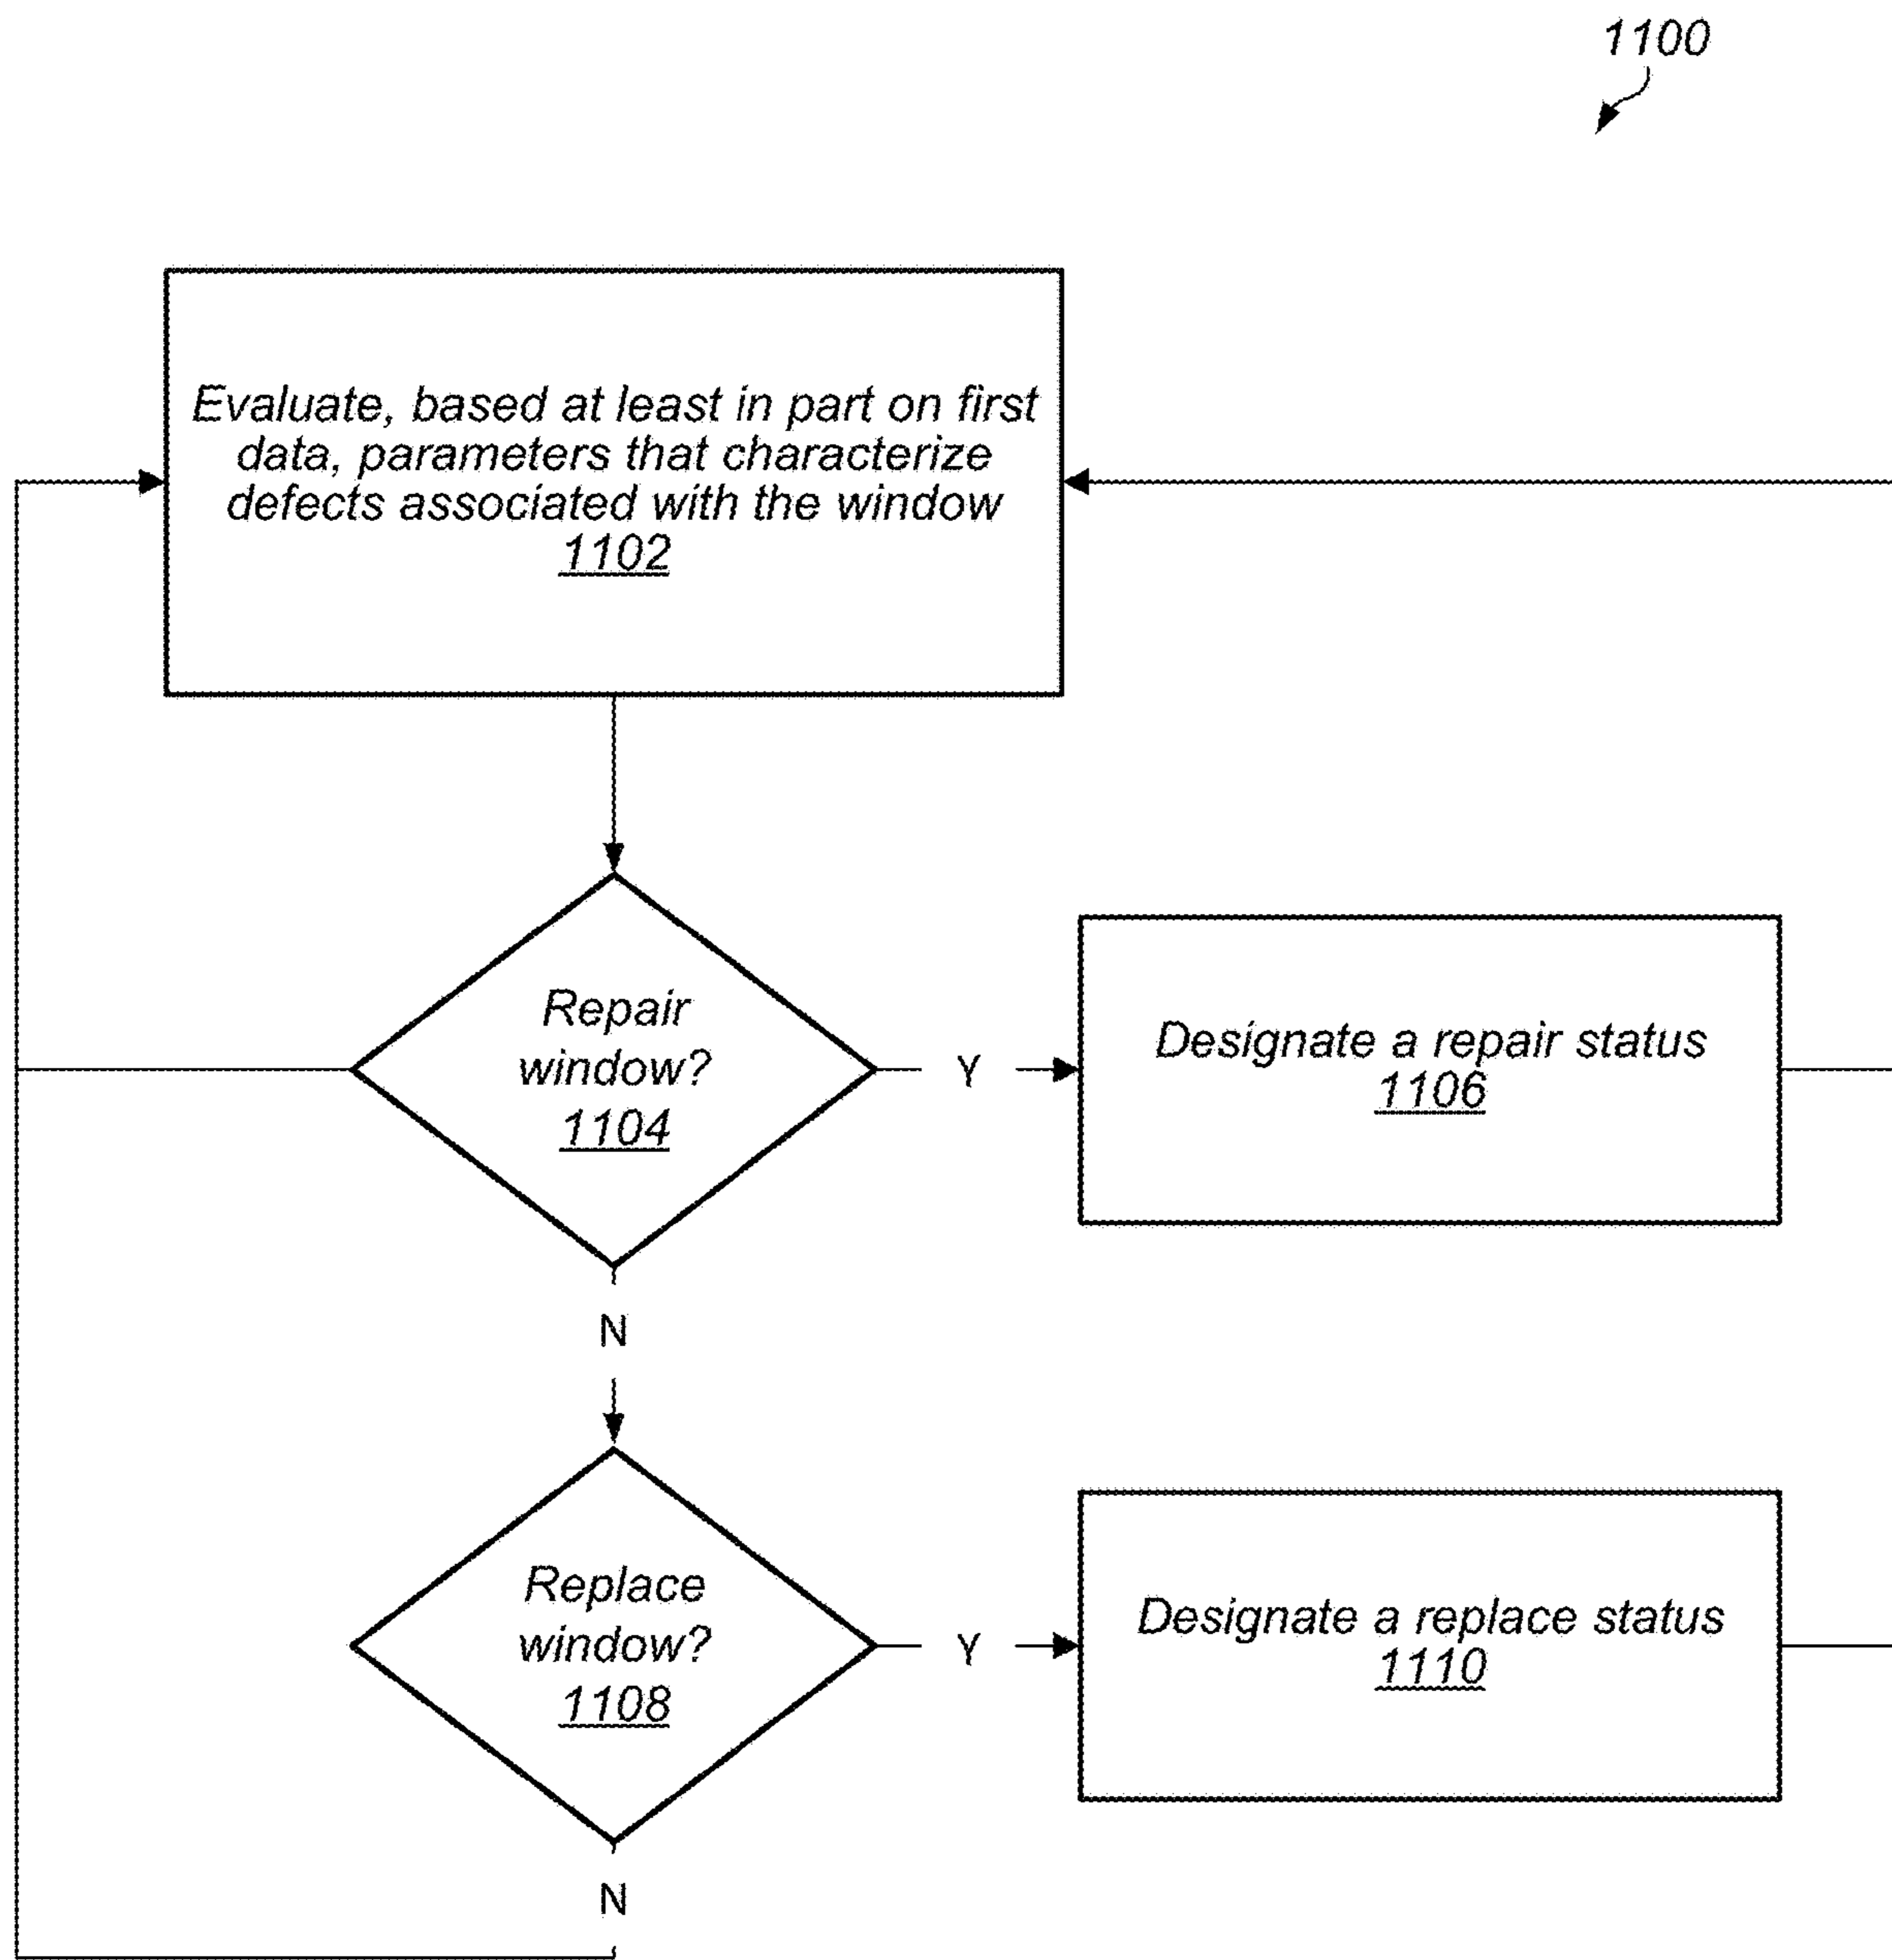 1100
Evaluate, based at least in part on first
data, parameters that characterize
defects associated with the window
1102
Repair
window?
1104
Y
Designate a repair status
1106
N
Replace
window?
1108
Y
Designate a replace status
1110
N